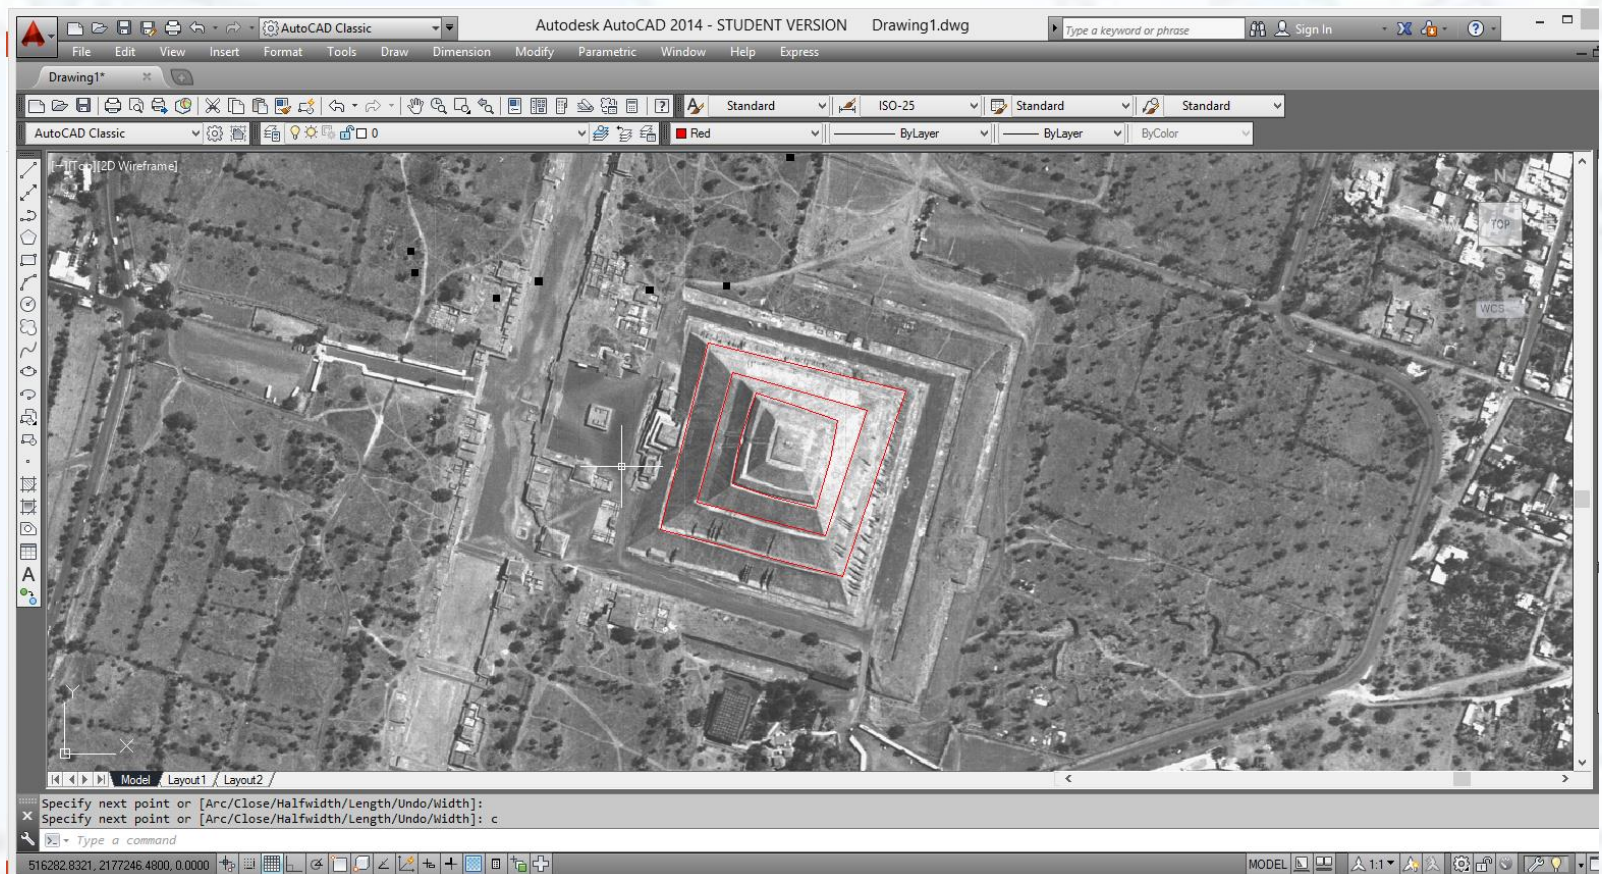 AutoCAD Classic
Autodesk AutoCAD 2014 - STUDENT VERSION Drawing1.dwg
Type a keyword or phrase
Sign In
File Edit View Insert Format Tools Draw Dimension Modify Parametric Window Help Express
Drawing1*
Standard ISO-25 Standard Standard
AutoCAD Classic 0 Red ByLayer ByLayer ByColor
[−][Top][2D Wireframe]
N
TOP
S
WCS
Y
X
A
Model Layout1 Layout2
Specify next point or [Arc/Close/Halfwidth/Length/Undo/Width]:
Specify next point or [Arc/Close/Halfwidth/Length/Undo/Width]: c
Type a command
516282.8321, 2177246.4800, 0.0000 MODEL 1:1